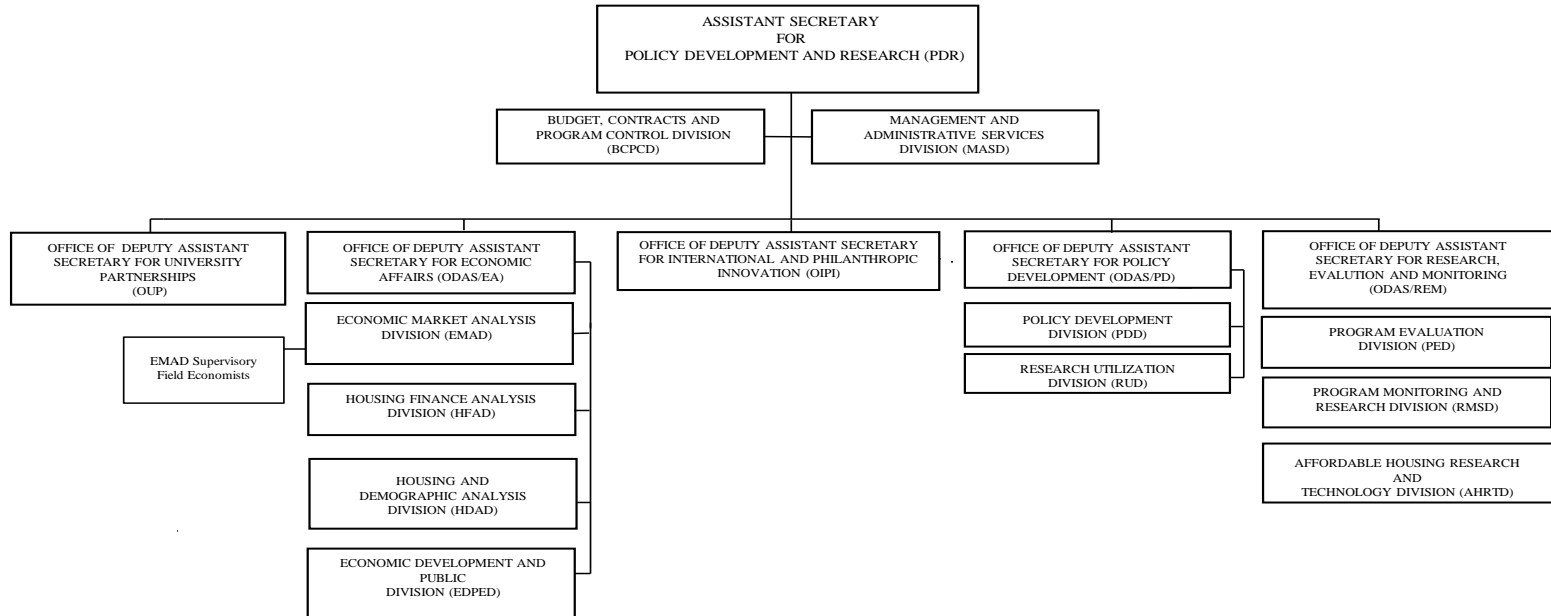 ASSISTANT SECRETARY
FOR
POLICY DEVELOPMENT AND RESEARCH (PDR)
BUDGET, CONTRACTS AND
PROGRAM CONTROL DIVISION
(BCPCD)
MANAGEMENT AND
ADMINISTRATIVE SERVICES
DIVISION (MASD)
OFFICE OF DEPUTY ASSISTANT
SECRETARY FOR UNIVERSITY
PARTNERSHIPS
(OUP)
OFFICE OF DEPUTY ASSISTANT
SECRETARY FOR ECONOMIC
AFFAIRS (ODAS/EA)
OFFICE OF DEPUTY ASSISTANT SECRETARY
FOR INTERNATIONAL AND PHILANTHROPIC
INNOVATION (OIPI)
OFFICE OF DEPUTY ASSISTANT
SECRETARY FOR POLICY
DEVELOPMENT (ODAS/PD)
OFFICE OF DEPUTY ASSISTANT
SECRETARY FOR RESEARCH,
EVALUTION AND MONITORING
(ODAS/REM)
ECONOMIC MARKET ANALYSIS
DIVISION (EMAD)
EMAD Supervisory
Field Economists
HOUSING FINANCE ANALYSIS
DIVISION (HFAD)
HOUSING AND
DEMOGRAPHIC ANALYSIS
DIVISION (HDAD)
ECONOMIC DEVELOPMENT AND
PUBLIC
DIVISION (EDPED)
POLICY DEVELOPMENT
DIVISION (PDD)
RESEARCH UTILIZATION
DIVISION (RUD)
PROGRAM EVALUATION
DIVISION (PED)
PROGRAM MONITORING AND
RESEARCH DIVISION (RMSD)
AFFORDABLE HOUSING RESEARCH
AND
TECHNOLOGY DIVISION (AHRTD)